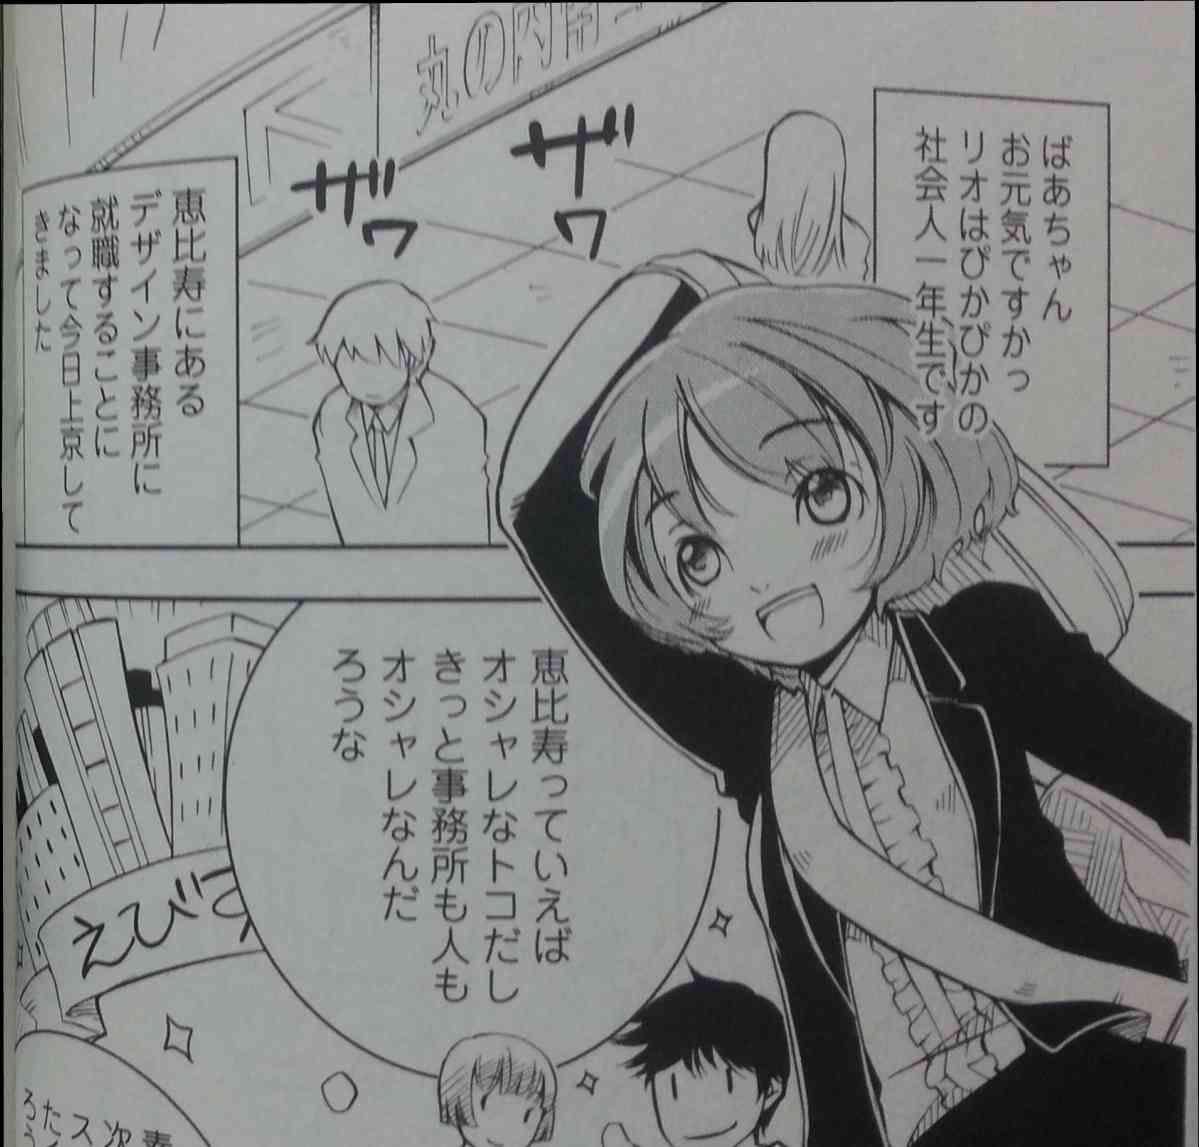 丸の内南
ばあちゃん
お元気ですかっ
リオはぴかぴかの
社会人一年生です
ザワ
ザワ
恵比寿にある
デザイン事務所に
就職することに
なって今日上京して
きました
恵比寿っていえば
オシャレなトコだし
きっと事務所も人も
オシャレなんだ
ろうな
えびす